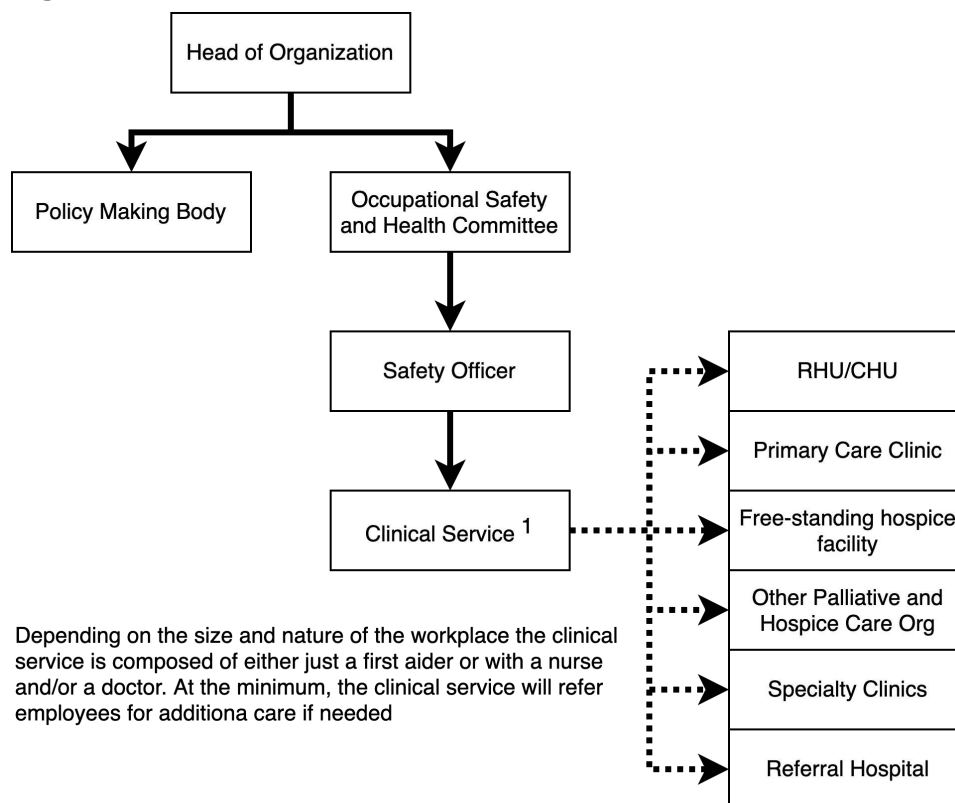 Head of Organization
Policy Making Body
Occupational Safety
and Health Committee
Safety Officer
Clinical Service 1
RHU/CHU
Primary Care Clinic
Free-standing hospice
facility
Other Palliative and
Hospice Care Org
Specialty Clinics
Referral Hospital
Depending on the size and nature of the workplace the clinical
service is composed of either just a first aider or with a nurse
and/or a doctor. At the minimum, the clinical service will refer
employees for additiona care if needed